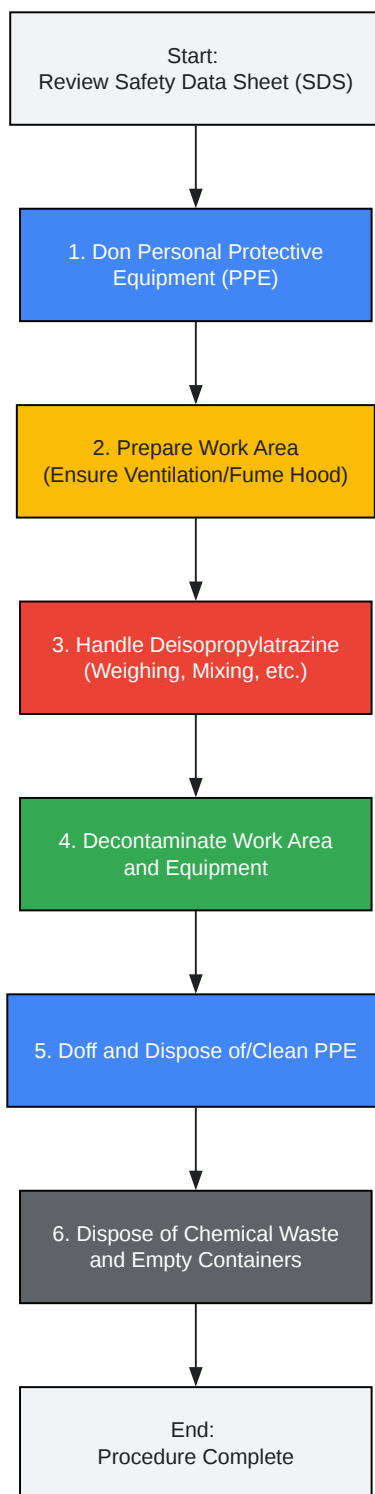 Start:
Review Safety Data Sheet (SDS)
1. Don Personal Protective
Equipment (PPE)
2. Prepare Work Area
(Ensure Ventilation/Fume Hood)
3. Handle Deisopropylatrazine
(Weighing, Mixing, etc.)
4. Decontaminate Work Area
and Equipment
5. Doff and Dispose of/Clean PPE
6. Dispose of Chemical Waste
and Empty Containers
End:
Procedure Complete